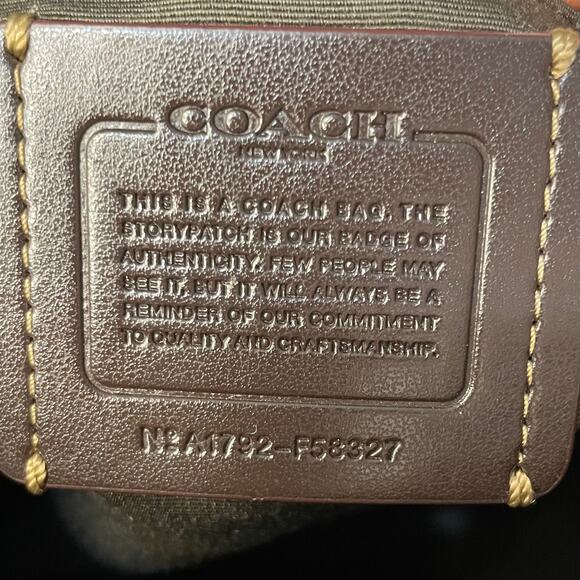 COACH
NEW YORK
THIS IS A COACH BAG. THE
STORYPATCH IS OUR BADGE OF
AUTHENTICITY. FEW PEOPLE MAY
SEE IT, BUT IT WILL ALWAYS BE A
REMINDER OF OUR COMMITMENT
TO QUALITY AND CRAFTSMANSHIP.
Nº A1792-F58327